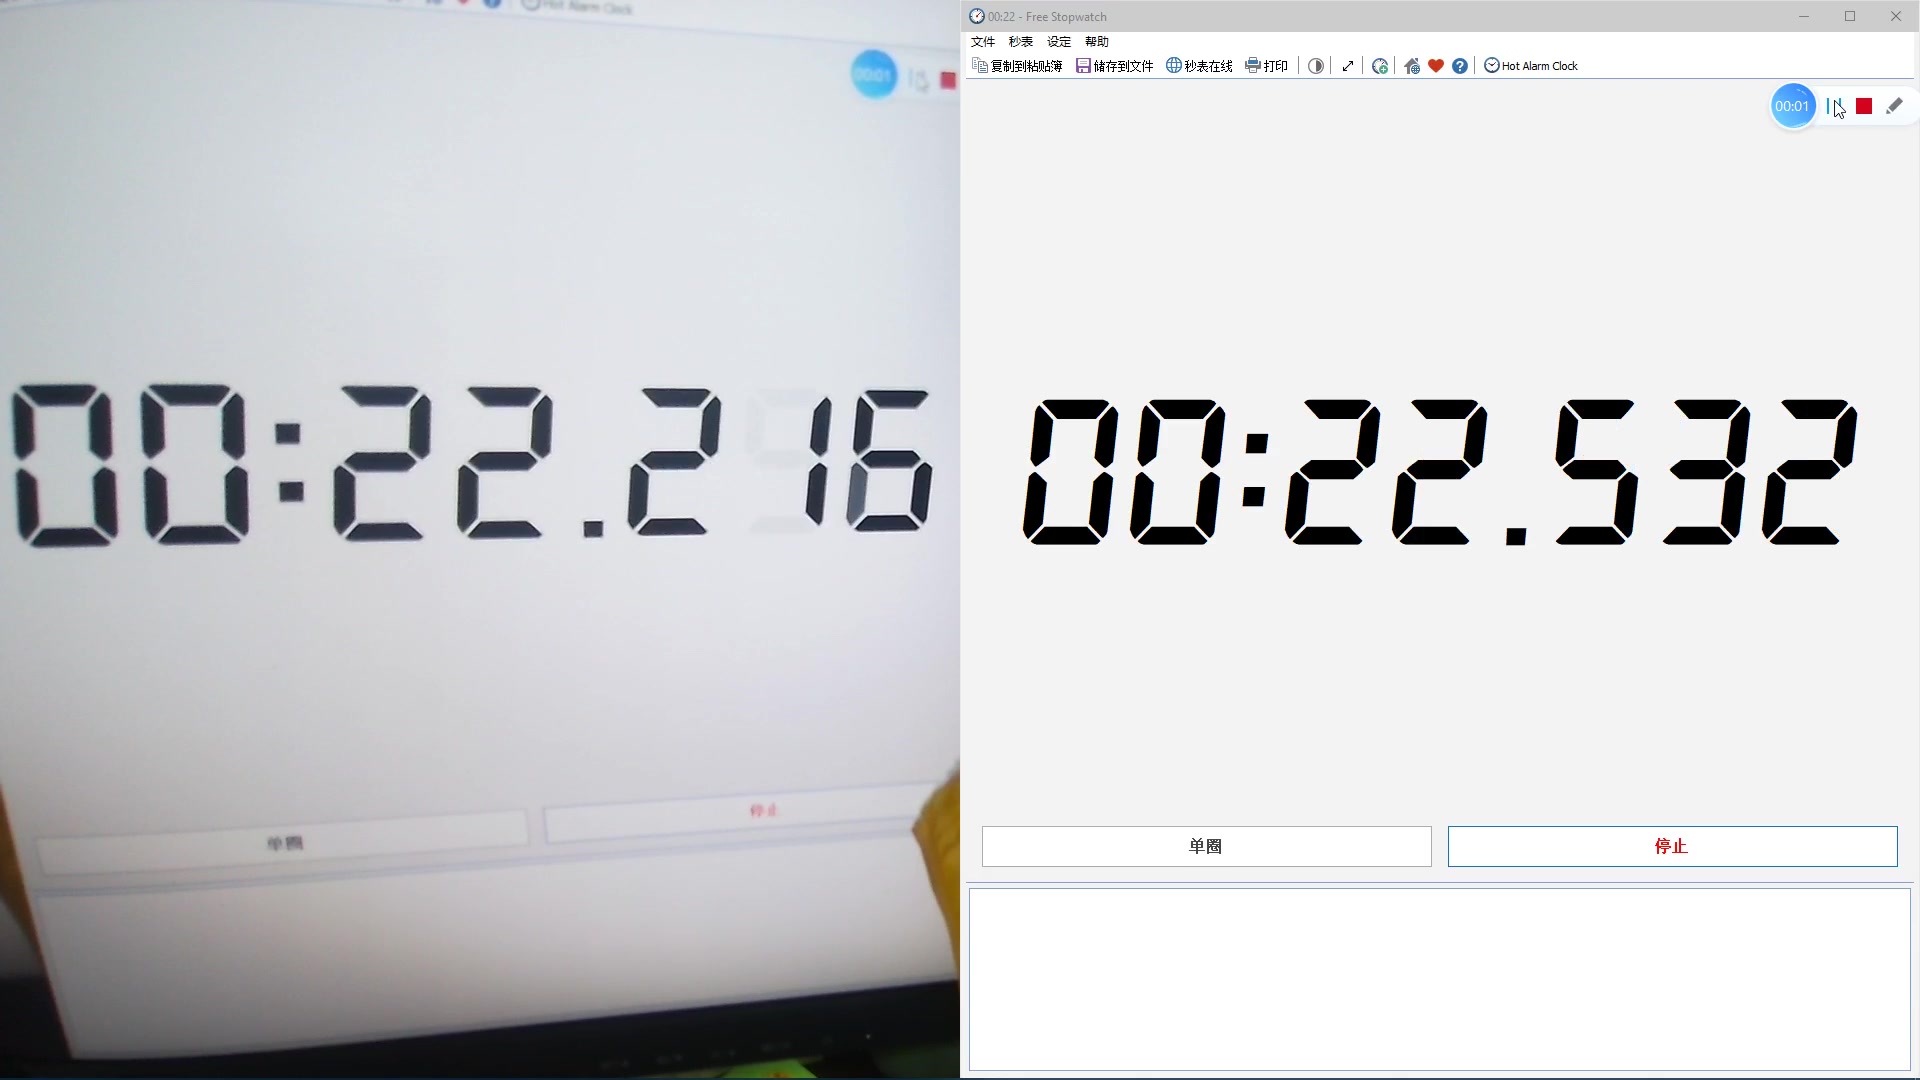 Hot Alarm Clock
00:01
00:22.216
停止
单圈
00:22 - Free Stopwatch
文件 秒表 设定 帮助
复制到粘贴簿 储存到文件 秒表在线 打印 Hot Alarm Clock
00:01
00:22.532
单圈 停止